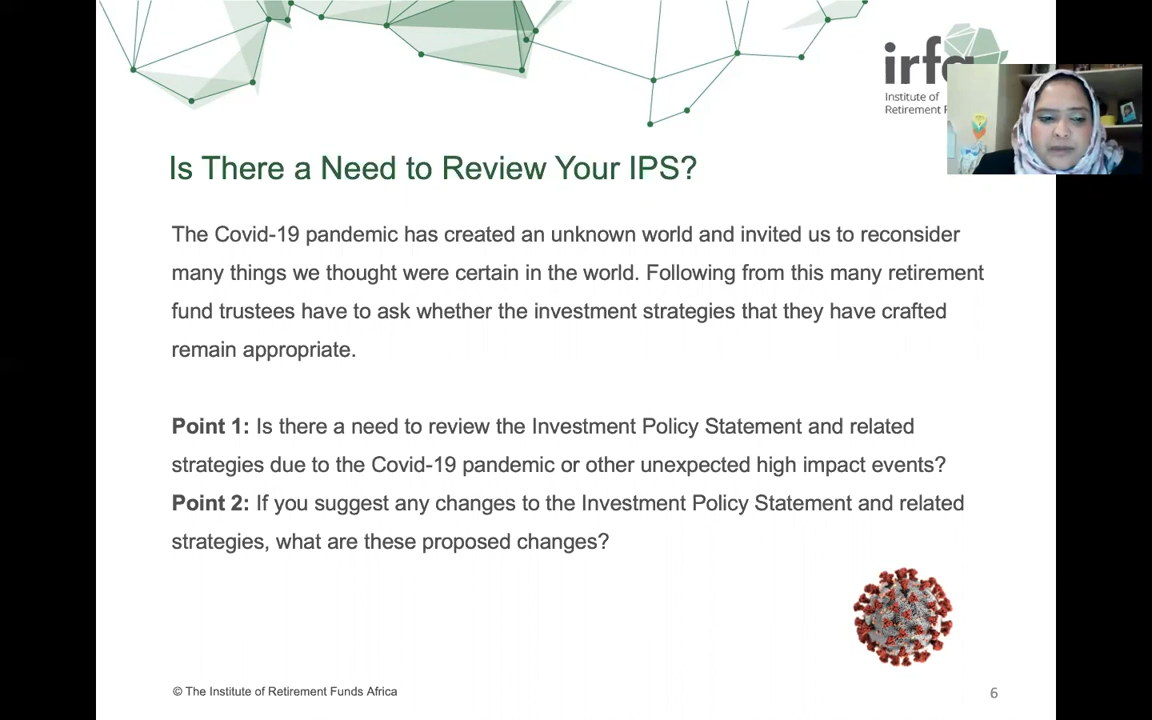 irfa
Institute of
Retirement F
Is There a Need to Review Your IPS?
The Covid-19 pandemic has created an unknown world and invited us to reconsider
many things we thought were certain in the world. Following from this many retirement
fund trustees have to ask whether the investment strategies that they have crafted
remain appropriate.
Point 1: Is there a need to review the Investment Policy Statement and related
strategies due to the Covid-19 pandemic or other unexpected high impact events?
Point 2: If you suggest any changes to the Investment Policy Statement and related
strategies, what are these proposed changes?
© The Institute of Retirement Funds Africa
6